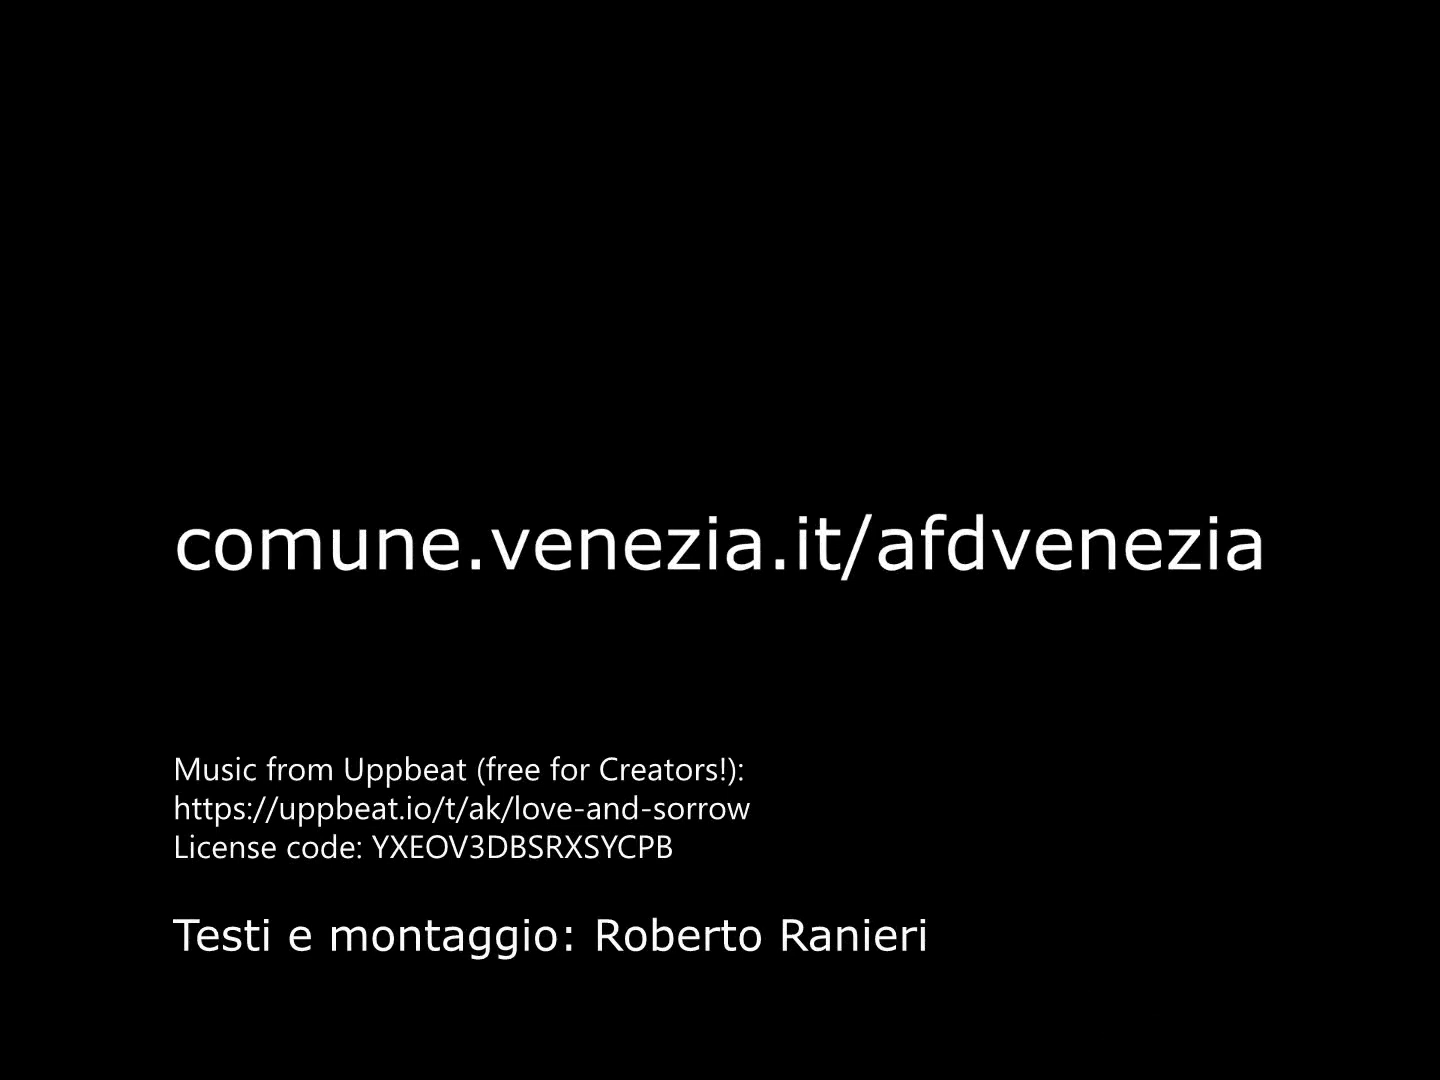 comune.venezia.it/afdvenezia
Music from Uppbeat (free for Creators!):
https://uppbeat.io/t/ak/love-and-sorrow
License code: YXEOV3DBSRXSYCPB
Testi e montaggio: Roberto Ranieri